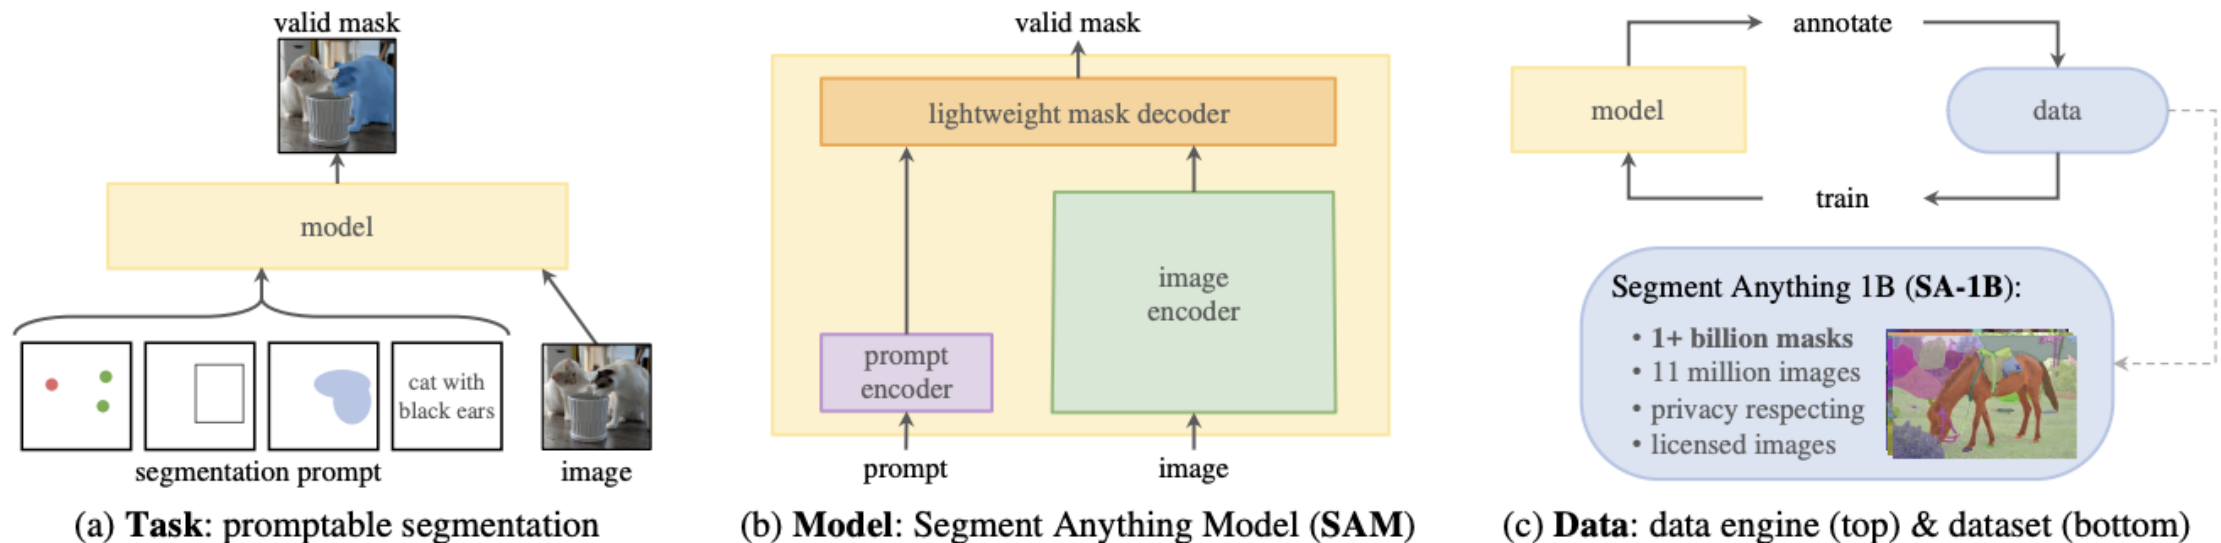 valid mask
model
cat with
black ears
segmentation prompt
image
(a) Task: promptable segmentation
valid mask
lightweight mask decoder
image
encoder
prompt
encoder
prompt
image
(b) Model: Segment Anything Model (SAM)
annotate
model
data
train
Segment Anything 1B (SA-1B):
• 1+ billion masks
• 11 million images
• privacy respecting
• licensed images
(c) Data: data engine (top) & dataset (bottom)